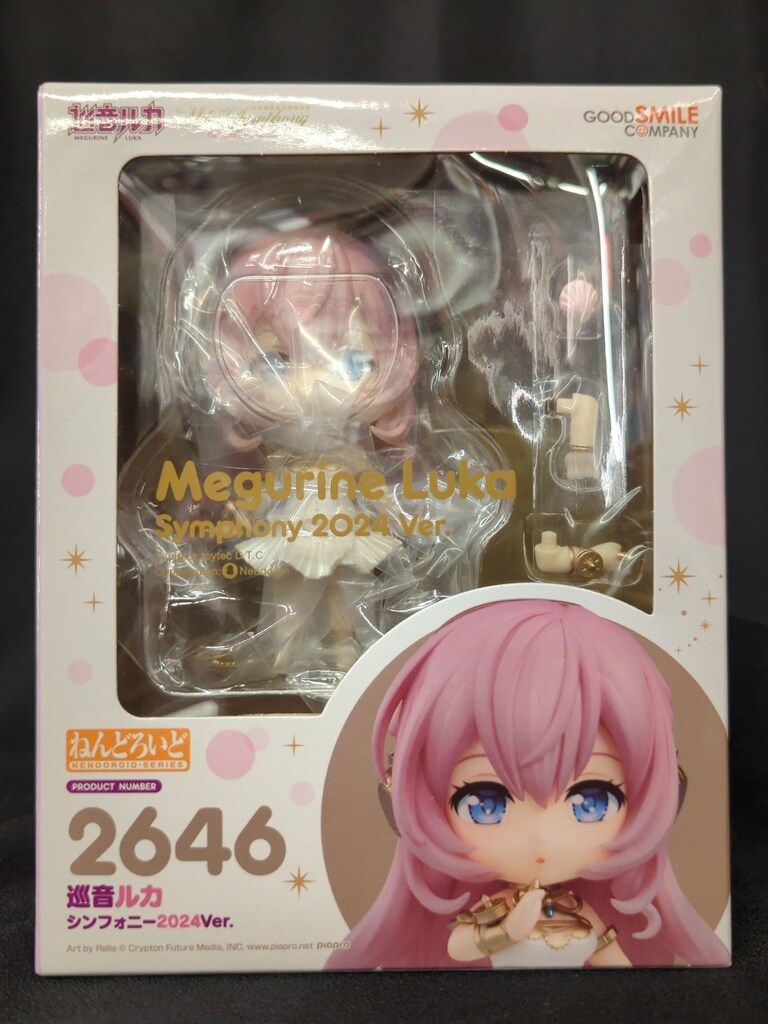 巡音ルカ
MEGURINE LUKA
GOOD SMILE
COMPANY
Megurine Luka
Symphony 2024 Ver.
ねんどろいど
NENDOROID-SERIES
PRODUCT NUMBER
2646
巡音ルカ
シンフォニー2024Ver.
Art by Rella © Crypton Future Media, INC. www.piapro.net piapro